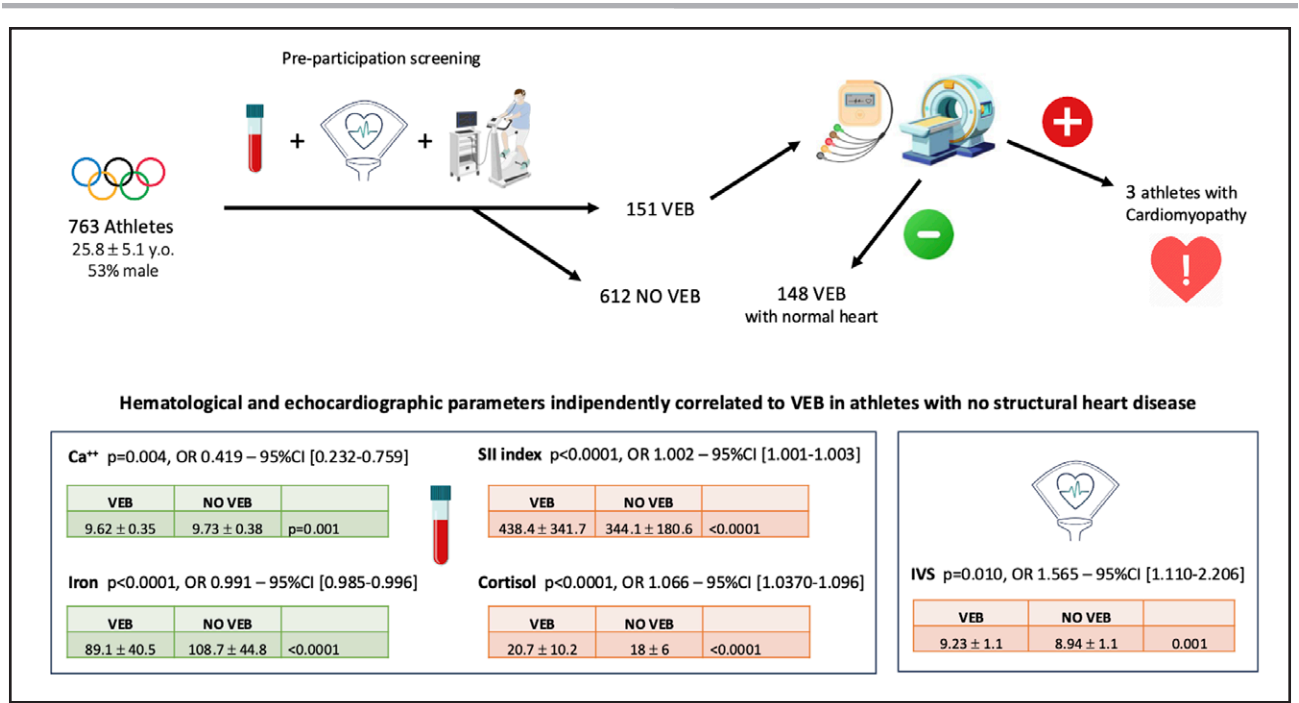 Pre-participation screening
+
+
763 Athletes
25.8 ± 5.1 y.o.
53% male
151 VEB
612 NO VEB
148 VEB
with normal heart
3 athletes with
Cardiomyopathy
!
Hematological and echocardiographic parameters indipendently correlated to VEB in athletes with no structural heart disease
Ca⁺⁺ p=0.004, OR 0.419 – 95%CI [0.232-0.759]
VEB NO VEB
9.62 ± 0.35 9.73 ± 0.38 p=0.001
Iron p<0.0001, OR 0.991 – 95%CI [0.985-0.996]
VEB NO VEB
89.1 ± 40.5 108.7 ± 44.8 <0.0001
SII index p<0.0001, OR 1.002 – 95%CI [1.001-1.003]
VEB NO VEB
438.4 ± 341.7 344.1 ± 180.6 <0.0001
Cortisol p<0.0001, OR 1.066 – 95%CI [1.0370-1.096]
VEB NO VEB
20.7 ± 10.2 18 ± 6 <0.0001
IVS p=0.010, OR 1.565 – 95%CI [1.110-2.206]
VEB NO VEB
9.23 ± 1.1 8.94 ± 1.1 0.001